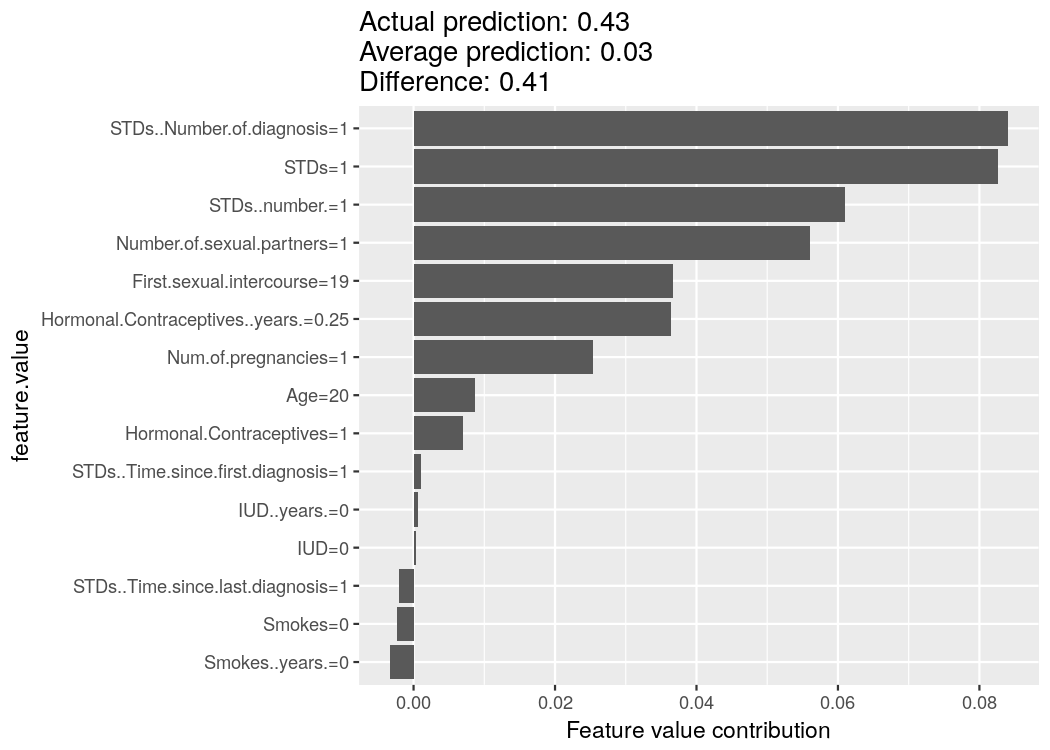 Actual prediction: 0.43
Average prediction: 0.03
Difference: 0.41
STDs..Number.of.diagnosis=1
STDs=1
STDs..number.=1
Number.of.sexual.partners=1
First.sexual.intercourse=19
Hormonal.Contraceptives..years.=0.25
Num.of.pregnancies=1
Age=20
Hormonal.Contraceptives=1
STDs..Time.since.first.diagnosis=1
IUD..years.=0
IUD=0
STDs..Time.since.last.diagnosis=1
Smokes=0
Smokes..years.=0
feature.value
0.00 0.02 0.04 0.06 0.08
Feature value contribution